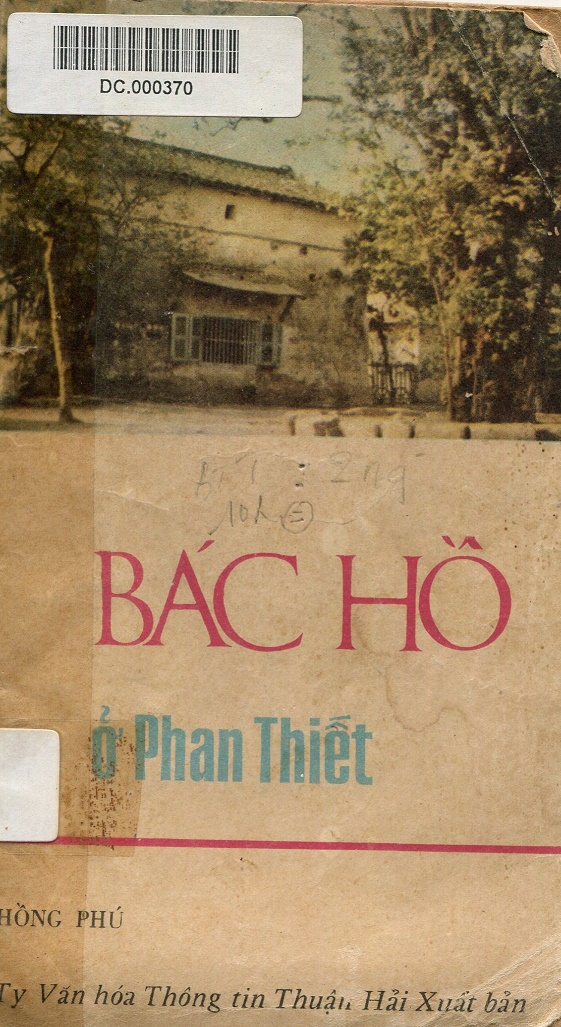 DC.000370
BÁC HỒ
ở Phan Thiết
HỒNG PHÚ
Ty Văn hóa Thông tin Thuận Hải Xuất bản